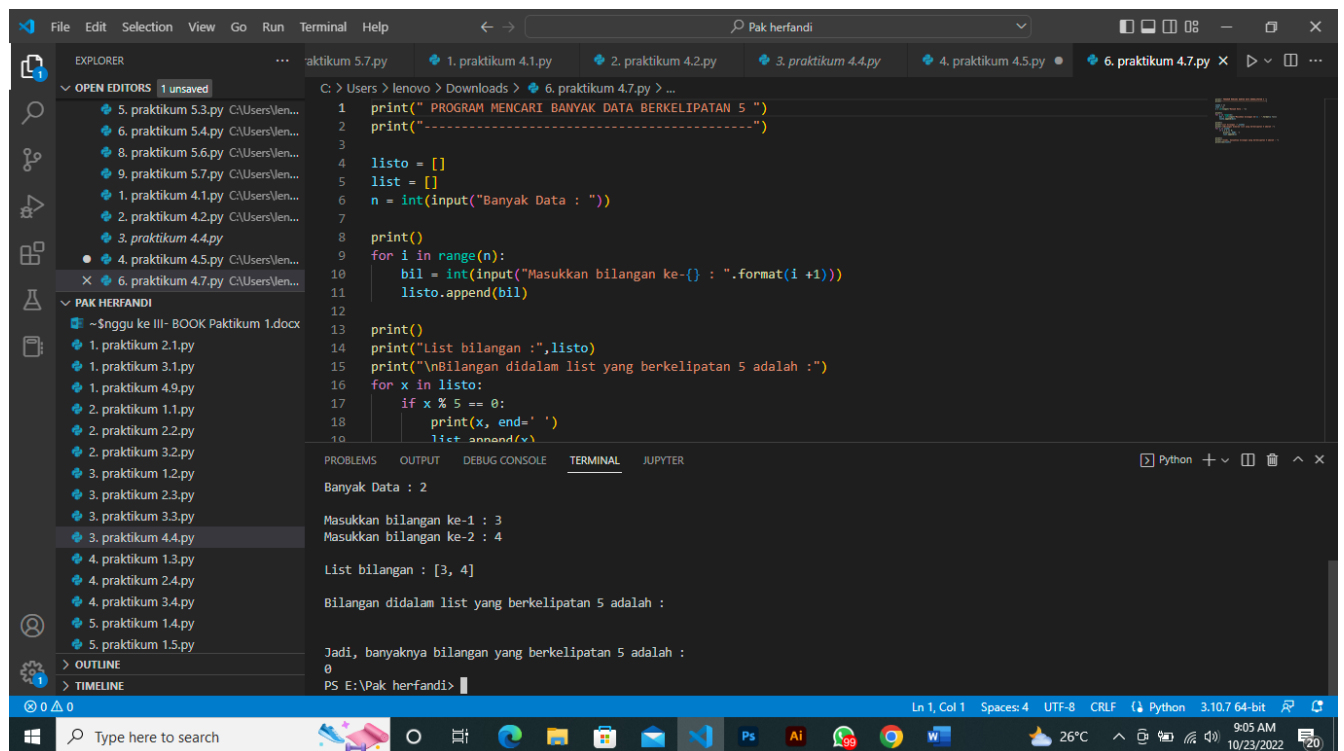 File Edit Selection View Go Run Terminal Help
Pak herfandi
EXPLORER
aktikum 5.7.py
1. praktikum 4.1.py
2. praktikum 4.2.py
3. praktikum 4.4.py
4. praktikum 4.5.py
6. praktikum 4.7.py
OPEN EDITORS 1 unsaved
5. praktikum 5.3.py C:\Users\len...
6. praktikum 5.4.py C:\Users\len...
8. praktikum 5.6.py C:\Users\len...
9. praktikum 5.7.py C:\Users\len...
1. praktikum 4.1.py C:\Users\len...
2. praktikum 4.2.py C:\Users\len...
3. praktikum 4.4.py
4. praktikum 4.5.py C:\Users\len...
6. praktikum 4.7.py C:\Users\len...
PAK HERFANDI
~$nggu ke III- BOOK Paktikum 1.docx
1. praktikum 2.1.py
1. praktikum 3.1.py
1. praktikum 4.9.py
2. praktikum 1.1.py
2. praktikum 2.2.py
2. praktikum 3.2.py
3. praktikum 1.2.py
3. praktikum 2.3.py
3. praktikum 3.3.py
3. praktikum 4.4.py
4. praktikum 1.3.py
4. praktikum 2.4.py
4. praktikum 3.4.py
5. praktikum 1.4.py
5. praktikum 1.5.py
OUTLINE
TIMELINE
C: > Users > lenovo > Downloads > 6. praktikum 4.7.py > ...
1 print(" PROGRAM MENCARI BANYAK DATA BERKELIPATAN 5 ")
2 print("--------------------------------------------")
3
4 listo = []
5 list = []
6 n = int(input("Banyak Data : "))
7
8 print()
9 for i in range(n):
10 bil = int(input("Masukkan bilangan ke-{} : ".format(i +1)))
11 listo.append(bil)
12
13 print()
14 print("List bilangan :",listo)
15 print("\nBilangan didalam list yang berkelipatan 5 adalah :")
16 for x in listo:
17 if x % 5 == 0:
18 print(x, end=' ')
19 list.append(x)
PROBLEMS OUTPUT DEBUG CONSOLE TERMINAL JUPYTER
Python
Banyak Data : 2
Masukkan bilangan ke-1 : 3
Masukkan bilangan ke-2 : 4
List bilangan : [3, 4]
Bilangan didalam list yang berkelipatan 5 adalah :
Jadi, banyaknya bilangan yang berkelipatan 5 adalah :
0
PS E:\Pak herfandi>
0 0
Ln 1, Col 1 Spaces: 4 UTF-8 CRLF Python 3.10.7 64-bit
Type here to search
Ps
Ai
99
26°C
9:05 AM
10/23/2022
20